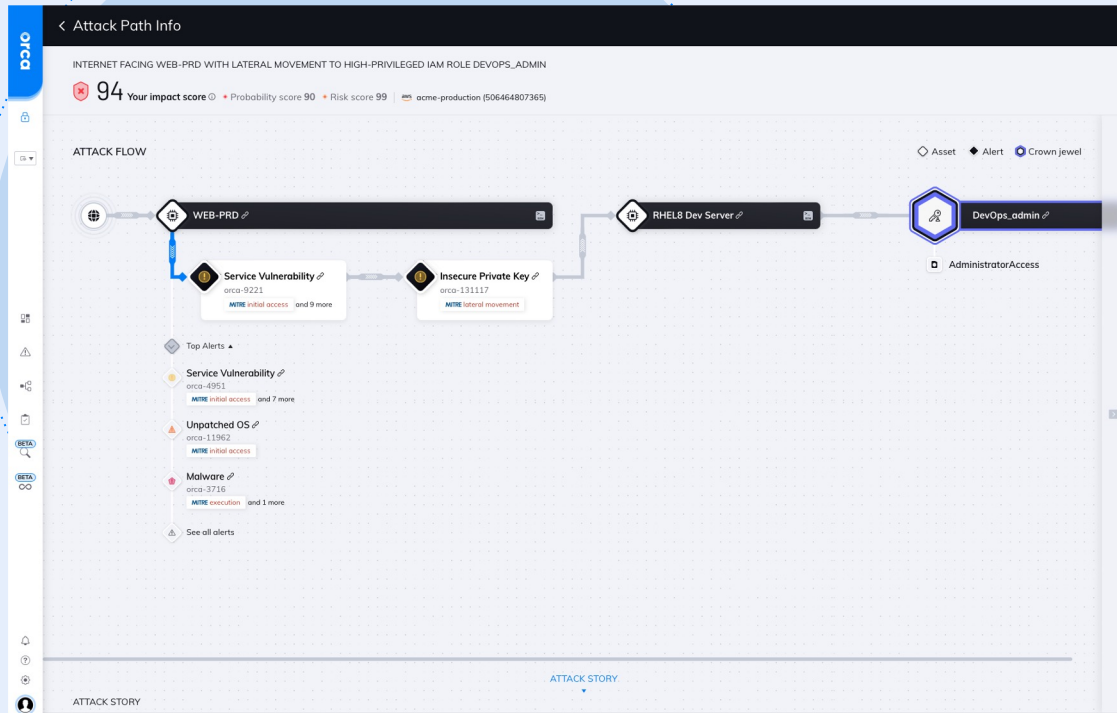 orca
< Attack Path Info
INTERNET FACING WEB-PRD WITH LATERAL MOVEMENT TO HIGH-PRIVILEGED IAM ROLE DEVOPS_ADMIN
94 Your impact score Probability score 90 Risk score 99 aws acme-production (506464807365)
ATTACK FLOW
Asset Alert Crown jewel
WEB-PRD
RHEL8 Dev Server
DevOps_admin
AdministratorAccess
Service Vulnerability
orca-9221
MITRE initial access and 9 more
Insecure Private Key
orca-131117
MITRE lateral movement
Top Alerts
Service Vulnerability
orca-4951
MITRE initial access and 7 more
Unpatched OS
orca-11962
MITRE initial access
Malware
orca-3716
MITRE execution and 1 more
See all alerts
BETA
BETA
ATTACK STORY
ATTACK STORY